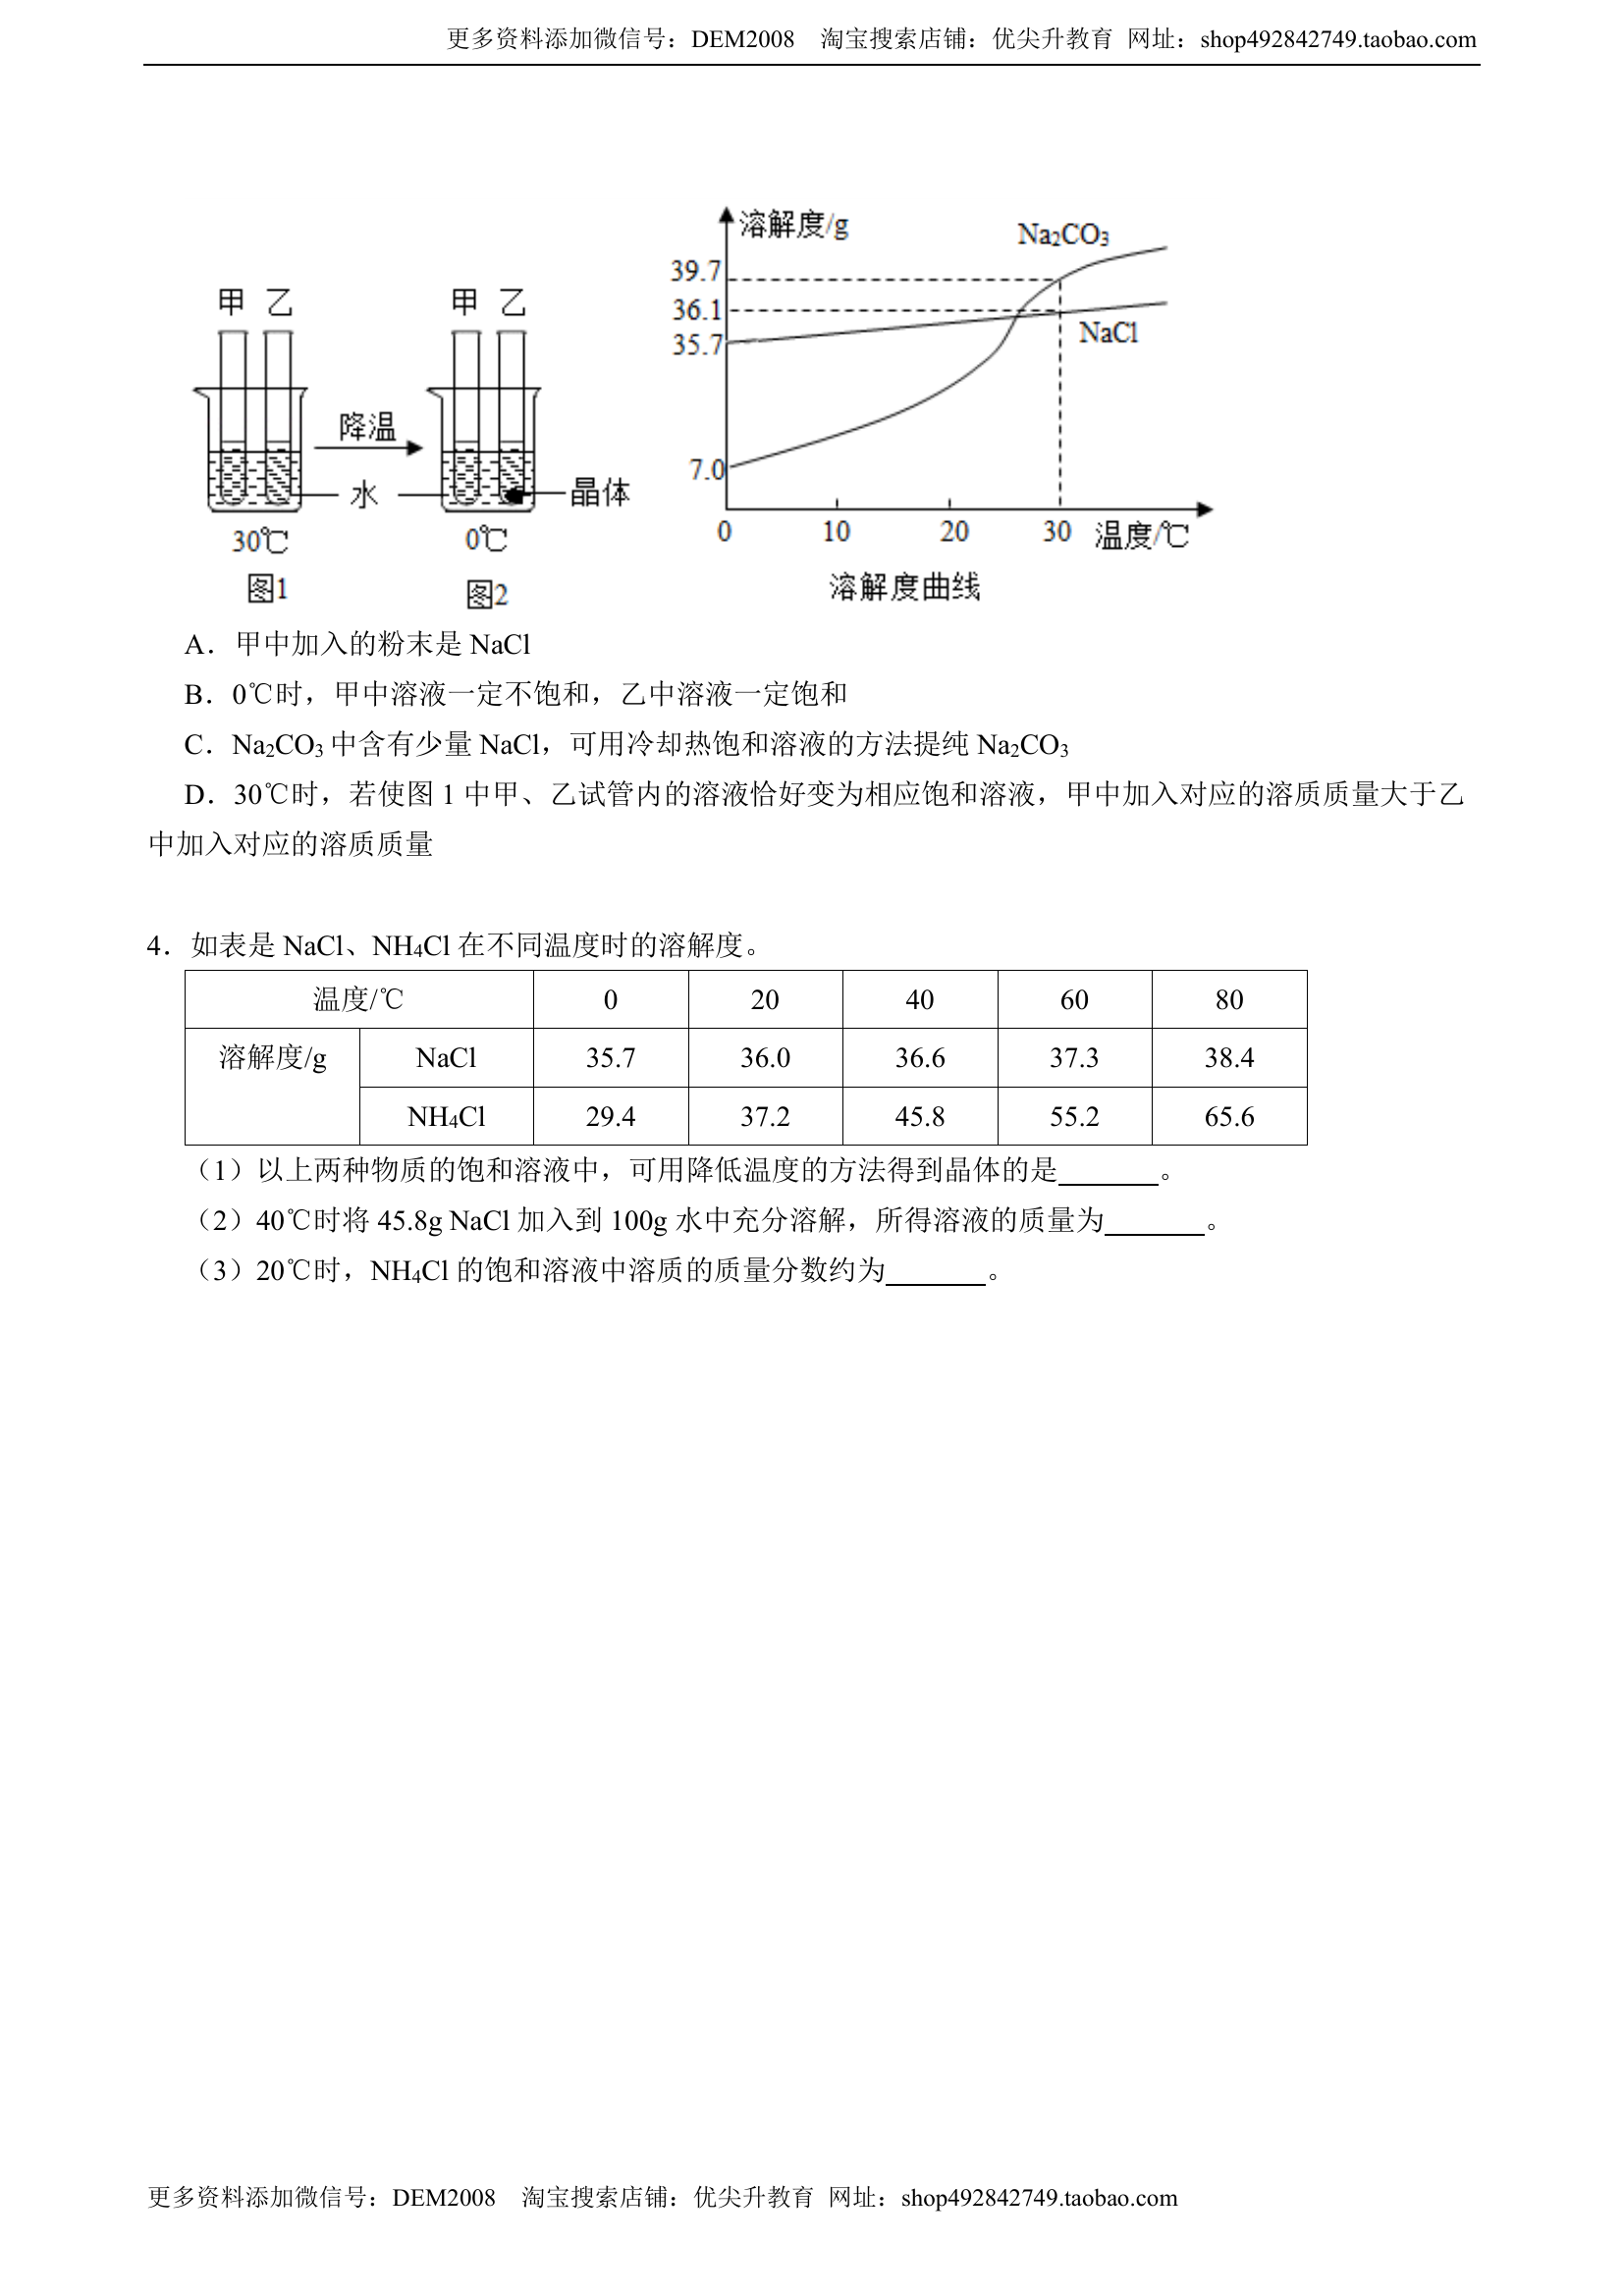 更多资料添加微信号：DEM2008　淘宝搜索店铺：优尖升教育 网址：shop492842749.taobao.com
甲 乙　甲 乙
降温
水
晶体
30℃　0℃
图1　图2
溶解度/g
Na₂CO₃
39.7
36.1
35.7
NaCl
7.0
0　10　20　30　温度/℃
溶解度曲线
A．甲中加入的粉末是 NaCl
B．0℃时，甲中溶液一定不饱和，乙中溶液一定饱和
C．Na₂CO₃ 中含有少量 NaCl，可用冷却热饱和溶液的方法提纯 Na₂CO₃
D．30℃时，若使图 1 中甲、乙试管内的溶液恰好变为相应饱和溶液，甲中加入对应的溶质质量大于乙
中加入对应的溶质质量
4．如表是 NaCl、NH₄Cl 在不同温度时的溶解度。
温度/℃　0　20　40　60　80
溶解度/g　NaCl　35.7　36.0　36.6　37.3　38.4
NH₄Cl　29.4　37.2　45.8　55.2　65.6
（1）以上两种物质的饱和溶液中，可用降低温度的方法得到晶体的是_______。
（2）40℃时将 45.8g NaCl 加入到 100g 水中充分溶解，所得溶液的质量为_______。
（3）20℃时，NH₄Cl 的饱和溶液中溶质的质量分数约为_______。
更多资料添加微信号：DEM2008　淘宝搜索店铺：优尖升教育 网址：shop492842749.taobao.com